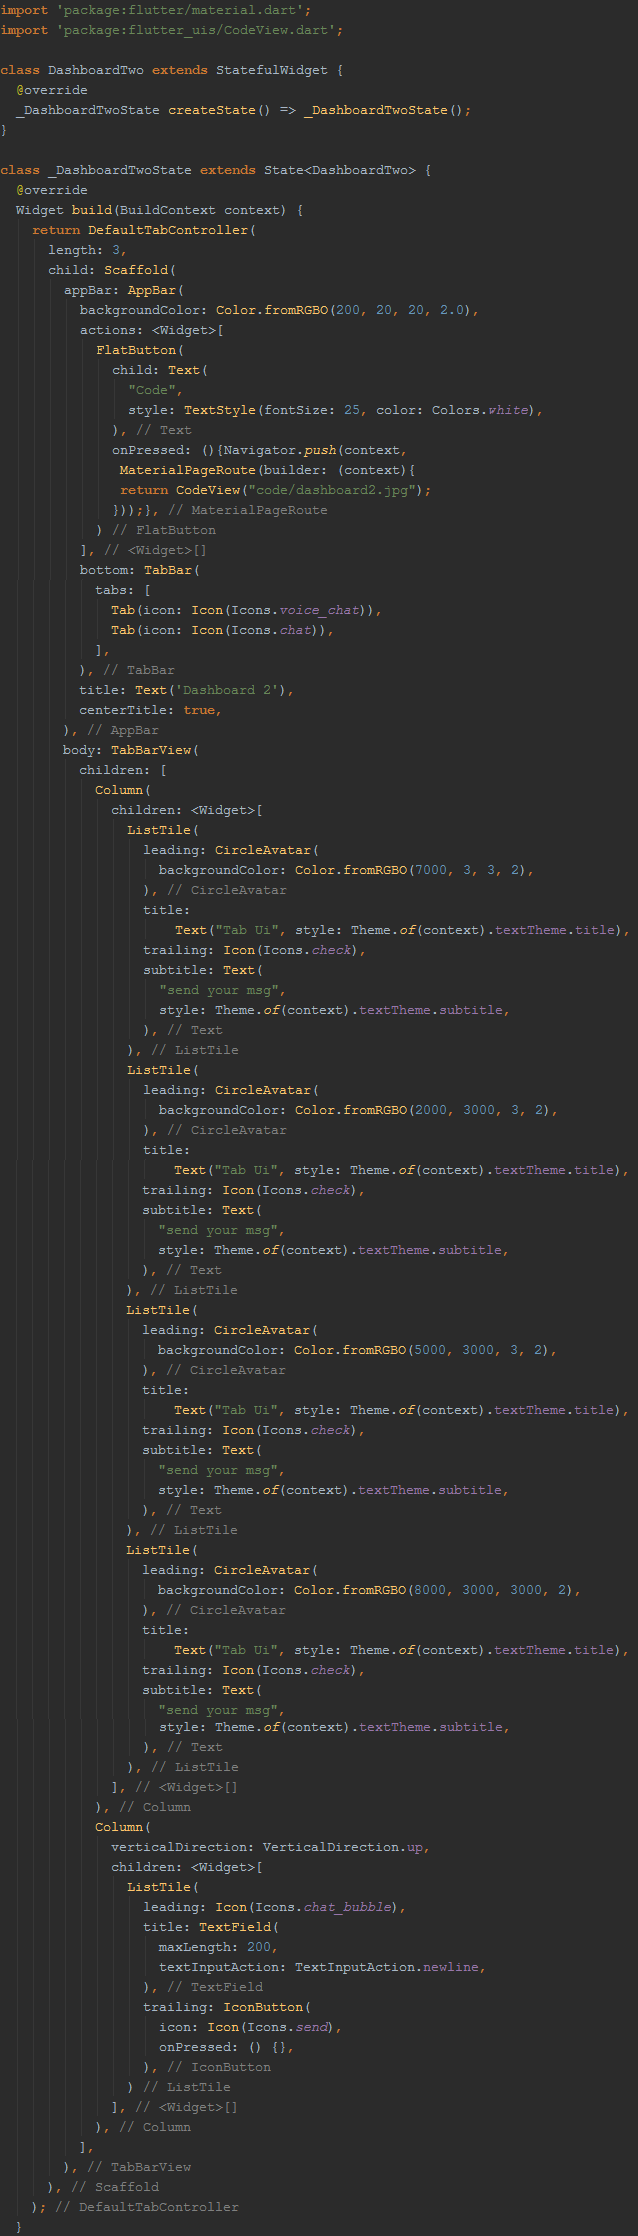 import 'package:flutter/material.dart';
import 'package:flutter_uis/CodeView.dart';

class DashboardTwo extends StatefulWidget {
  @override
  _DashboardTwoState createState() => _DashboardTwoState();
}

class _DashboardTwoState extends State<DashboardTwo> {
  @override
  Widget build(BuildContext context) {
    return DefaultTabController(
      length: 3,
      child: Scaffold(
        appBar: AppBar(
          backgroundColor: Color.fromRGBO(200, 20, 20, 2.0),
          actions: <Widget>[
            FlatButton(
              child: Text(
                "Code",
                style: TextStyle(fontSize: 25, color: Colors.white),
              ), // Text
              onPressed: (){Navigator.push(context,
               MaterialPageRoute(builder: (context){
               return CodeView("code/dashboard2.jpg");
              }));}, // MaterialPageRoute
            ) // FlatButton
          ], // <Widget>[]
          bottom: TabBar(
            tabs: [
              Tab(icon: Icon(Icons.voice_chat)),
              Tab(icon: Icon(Icons.chat)),
            ],
          ), // TabBar
          title: Text('Dashboard 2'),
          centerTitle: true,
        ), // AppBar
        body: TabBarView(
          children: [
            Column(
              children: <Widget>[
                ListTile(
                  leading: CircleAvatar(
                    backgroundColor: Color.fromRGBO(7000, 3, 3, 2),
                  ), // CircleAvatar
                  title:
                      Text("Tab Ui", style: Theme.of(context).textTheme.title),
                  trailing: Icon(Icons.check),
                  subtitle: Text(
                    "send your msg",
                    style: Theme.of(context).textTheme.subtitle,
                  ), // Text
                ), // ListTile
                ListTile(
                  leading: CircleAvatar(
                    backgroundColor: Color.fromRGBO(2000, 3000, 3, 2),
                  ), // CircleAvatar
                  title:
                      Text("Tab Ui", style: Theme.of(context).textTheme.title),
                  trailing: Icon(Icons.check),
                  subtitle: Text(
                    "send your msg",
                    style: Theme.of(context).textTheme.subtitle,
                  ), // Text
                ), // ListTile
                ListTile(
                  leading: CircleAvatar(
                    backgroundColor: Color.fromRGBO(5000, 3000, 3, 2),
                  ), // CircleAvatar
                  title:
                      Text("Tab Ui", style: Theme.of(context).textTheme.title),
                  trailing: Icon(Icons.check),
                  subtitle: Text(
                    "send your msg",
                    style: Theme.of(context).textTheme.subtitle,
                  ), // Text
                ), // ListTile
                ListTile(
                  leading: CircleAvatar(
                    backgroundColor: Color.fromRGBO(8000, 3000, 3000, 2),
                  ), // CircleAvatar
                  title:
                      Text("Tab Ui", style: Theme.of(context).textTheme.title),
                  trailing: Icon(Icons.check),
                  subtitle: Text(
                    "send your msg",
                    style: Theme.of(context).textTheme.subtitle,
                  ), // Text
                ), // ListTile
              ], // <Widget>[]
            ), // Column
            Column(
              verticalDirection: VerticalDirection.up,
              children: <Widget>[
                ListTile(
                  leading: Icon(Icons.chat_bubble),
                  title: TextField(
                    maxLength: 200,
                    textInputAction: TextInputAction.newline,
                  ), // TextField
                  trailing: IconButton(
                    icon: Icon(Icons.send),
                    onPressed: () {},
                  ), // IconButton
                ) // ListTile
              ], // <Widget>[]
            ), // Column
          ],
        ), // TabBarView
      ), // Scaffold
    ); // DefaultTabController
  }